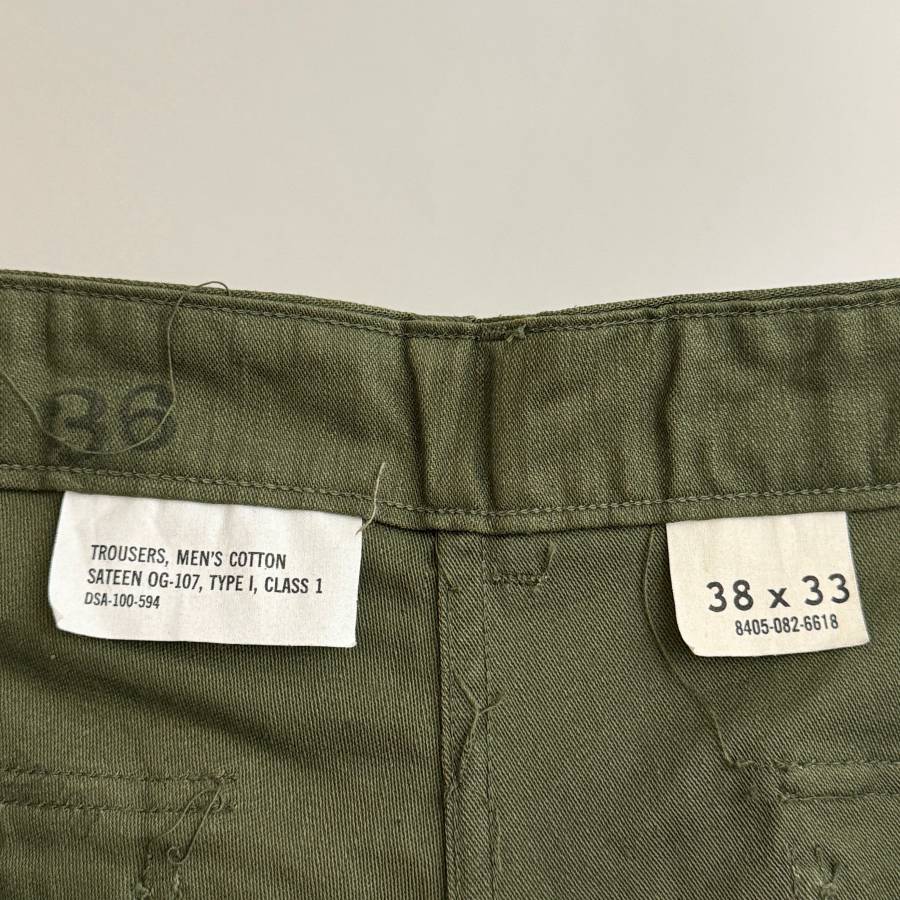 36
TROUSERS, MEN'S COTTON
SATEEN OG-107, TYPE I, CLASS 1
DSA-100-594
38 x 33
8405-082-6618